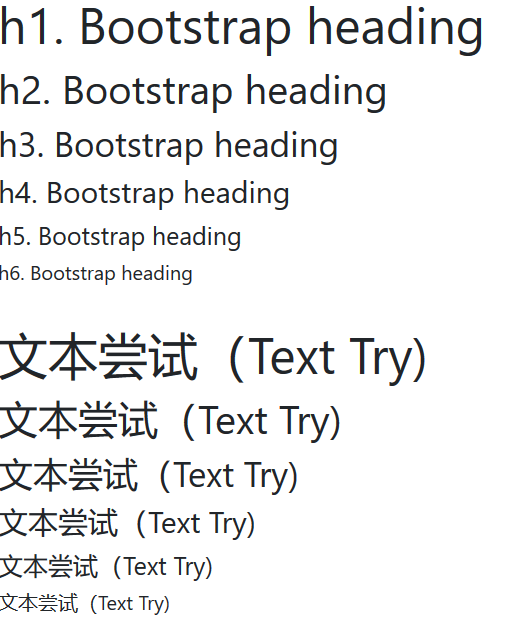 h1. Bootstrap heading
h2. Bootstrap heading
h3. Bootstrap heading
h4. Bootstrap heading
h5. Bootstrap heading
h6. Bootstrap heading
文本尝试（Text Try)
文本尝试（Text Try)
文本尝试（Text Try)
文本尝试（Text Try)
文本尝试（Text Try)
文本尝试（Text Try)